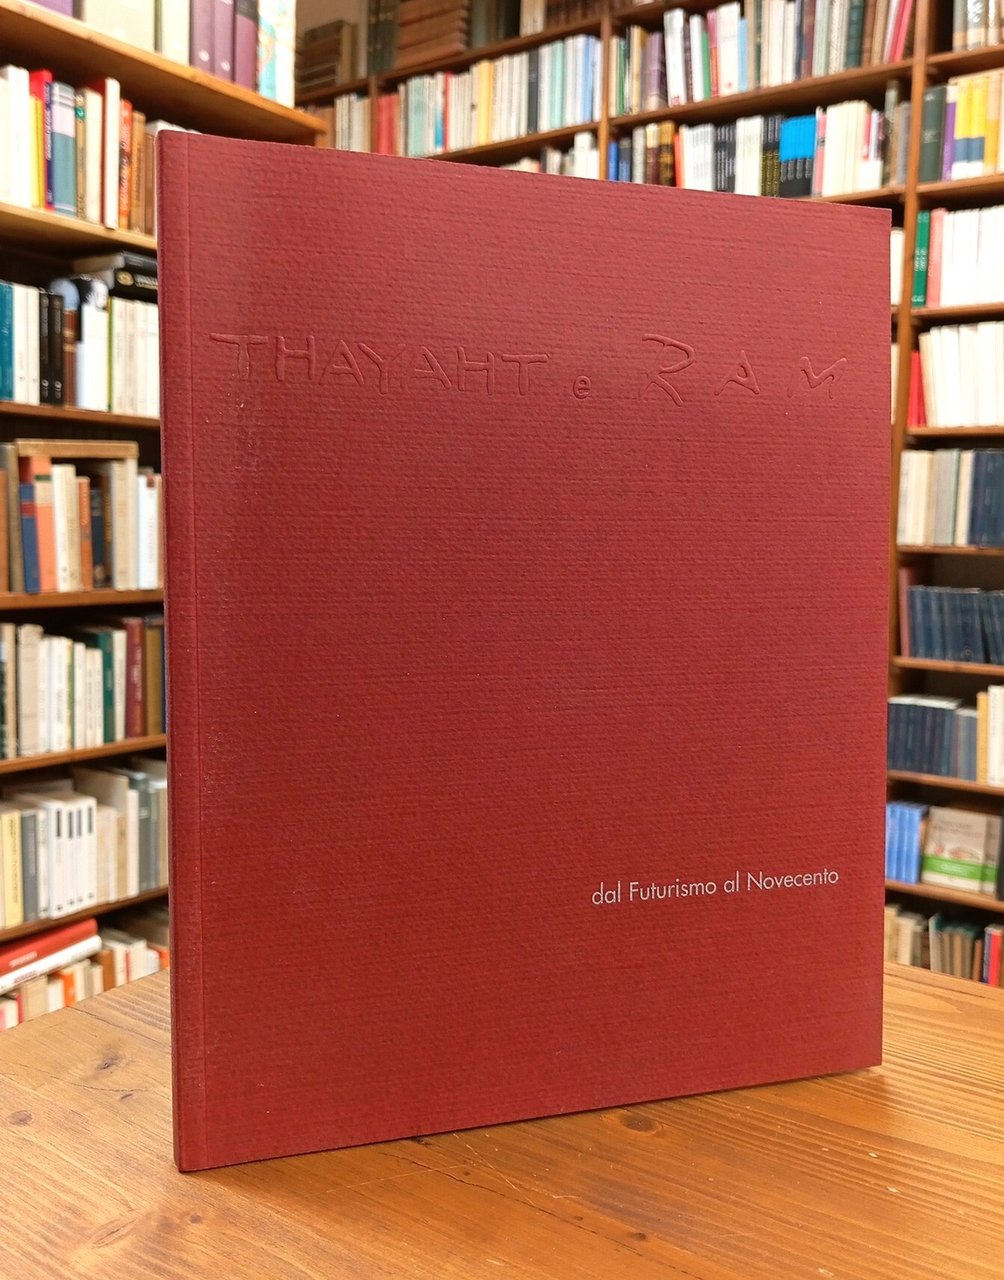 THAYAHT e RAM
dal Futurismo al Novecento